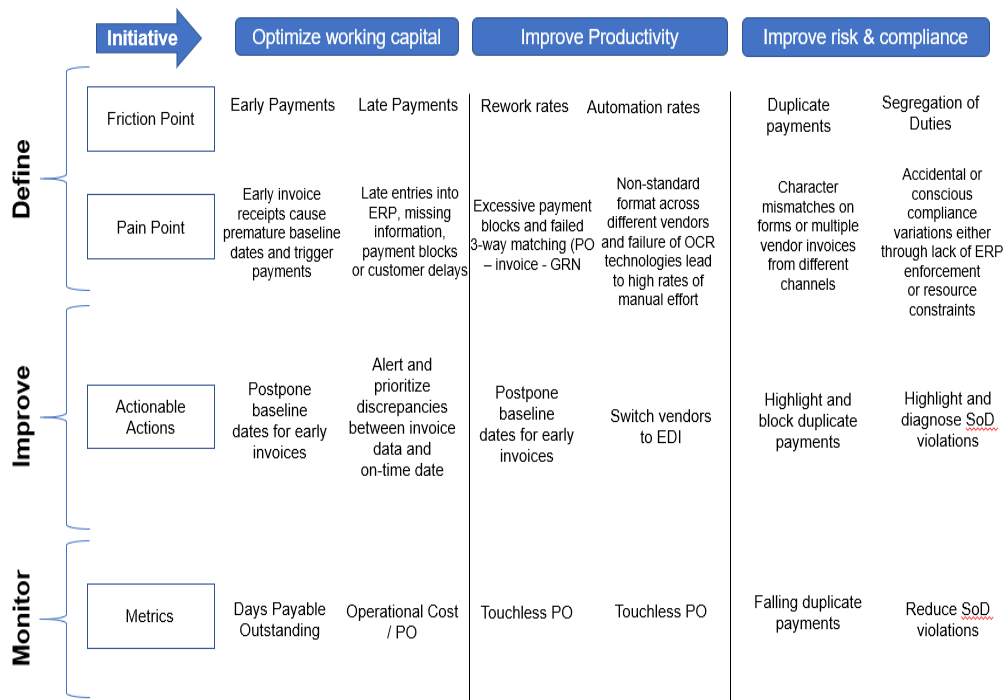 Initiative
Optimize working capital
Improve Productivity
Improve risk & compliance
Define
Friction Point
Early Payments
Late Payments
Rework rates
Automation rates
Duplicate
payments
Segregation of
Duties
Pain Point
Early invoice
receipts cause
premature baseline
dates and trigger
payments
Late entries into
ERP, missing
information,
payment blocks
or customer delays
Excessive payment
blocks and failed
3-way matching (PO
– invoice - GRN
Non-standard
format across
different vendors
and failure of OCR
technologies lead
to high rates of
manual effort
Character
mismatches on
forms or multiple
vendor invoices
from different
channels
Accidental or
conscious
compliance
variations either
through lack of ERP
enforcement
or resource
constraints
Improve
Actionable
Actions
Postpone
baseline
dates for early
invoices
Alert and
prioritize
discrepancies
between invoice
data and
on-time date
Postpone
baseline
dates for early
invoices
Switch vendors
to EDI
Highlight and
block duplicate
payments
Highlight and
diagnose SoD
violations
Monitor
Metrics
Days Payable
Outstanding
Operational Cost
/ PO
Touchless PO
Touchless PO
Falling duplicate
payments
Reduce SoD
violations